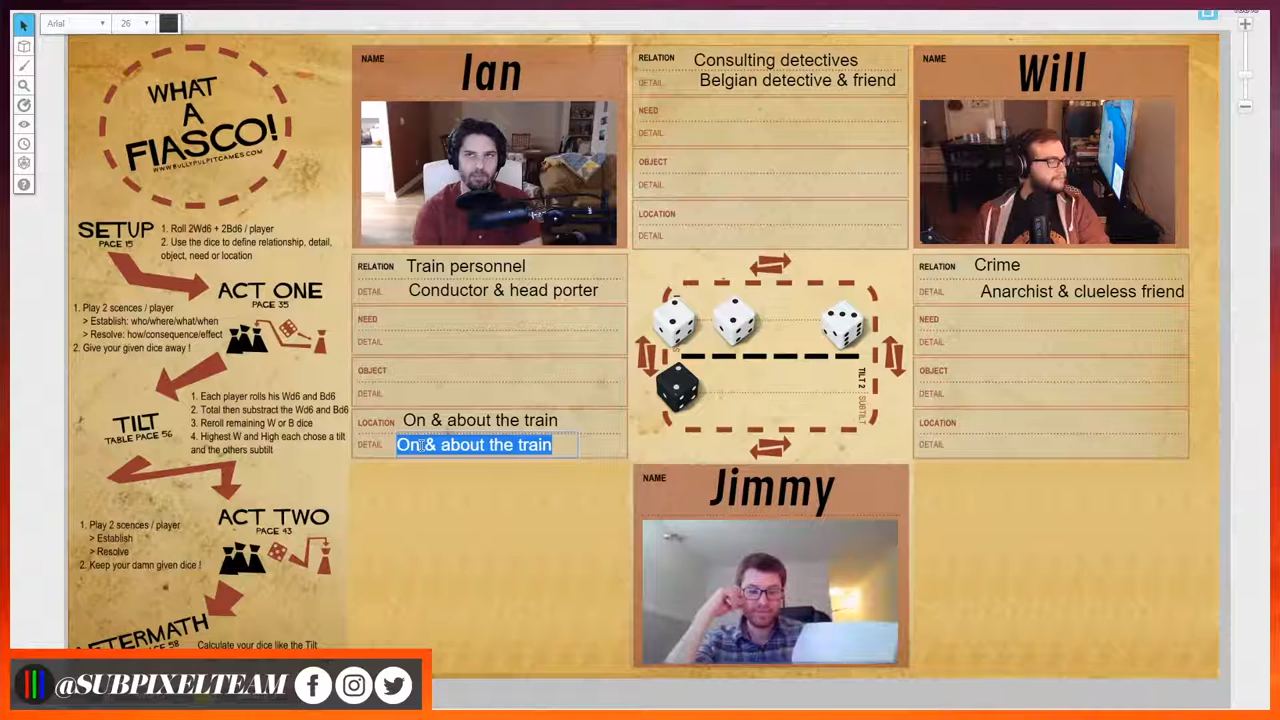 Arial
26
WHAT
A
FIASCO!
WWW.BULLYPULPITGAMES.COM
SETUP
PAGE 15
1. Roll 2Wd6 + 2Bd6 / player
2. Use the dice to define relationship, detail,
object, need or location
ACT ONE
PAGE 35
1. Play 2 scences / player
> Establish: who/where/what/when
> Resolve: how/consequence/effect
2. Give your given dice away !
TILT
TABLE PAGE 56
1. Each player rolls his Wd6 and Bd6
2. Total then substract the Wd6 and Bd6
3. Reroll remaining W or B dice
4. Highest W and High each chose a tilt
and the others subtilt
ACT TWO
PAGE 43
1. Play 2 scences / player
> Establish
> Resolve
2. Keep your damn given dice !
AFTERMATH
58
Calculate your dice like the Tilt
NAME
Ian
RELATION
Consulting detectives
DETAIL
Belgian detective & friend
NEED
DETAIL
OBJECT
DETAIL
LOCATION
DETAIL
NAME
Will
RELATION
Train personnel
DETAIL
Conductor & head porter
NEED
DETAIL
OBJECT
DETAIL
LOCATION
On & about the train
DETAIL
On & about the train
TILT 2
SUBTILT
RELATION
Crime
DETAIL
Anarchist & clueless friend
NEED
DETAIL
OBJECT
DETAIL
LOCATION
DETAIL
NAME
Jimmy
@SUBPIXELTEAM